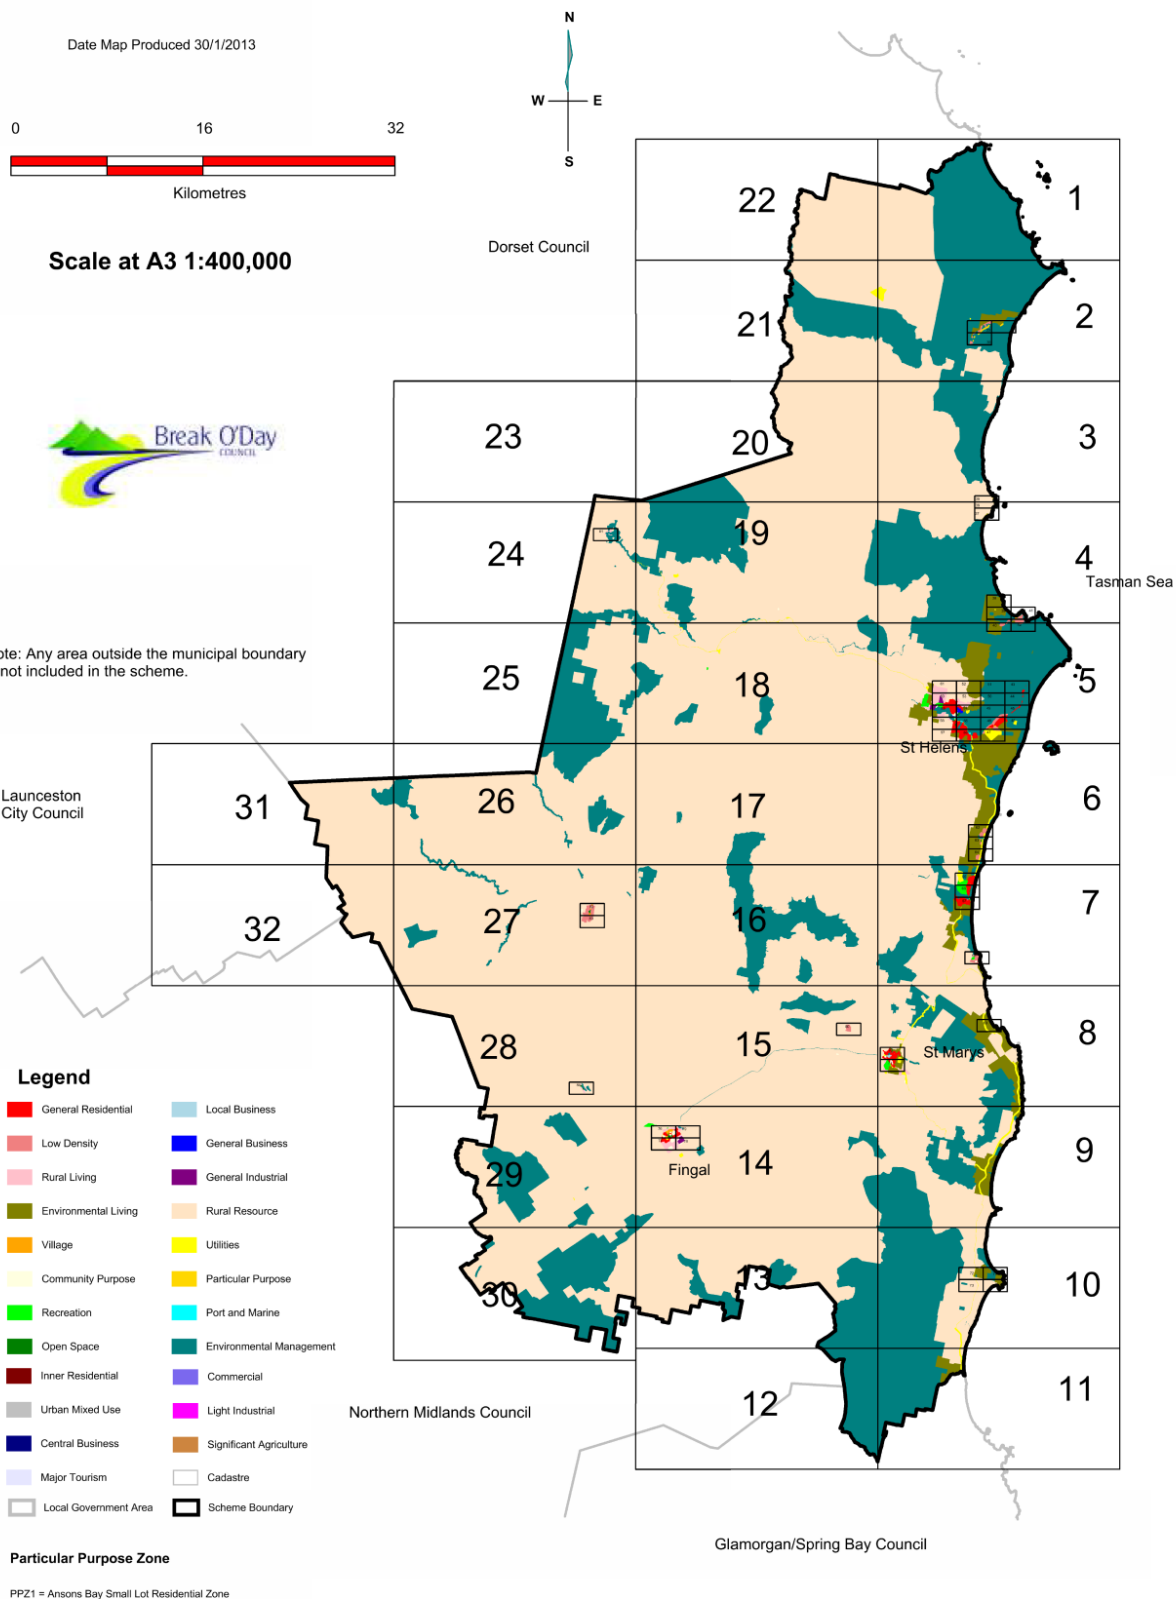 Date Map Produced 30/1/2013
N
W
E
S
0
16
32
Kilometres
Scale at A3 1:400,000
Dorset Council
22
1
21
2
23
20
3
24
19
4
Tasman Sea
Break O'Day
COUNCIL
ote: Any area outside the municipal boundary
not included in the scheme.
25
18
5
St Helens
Launceston
City Council
31
26
17
6
32
27
16
7
28
15
8
St Marys
29
14
9
Fingal
30
13
10
12
11
Northern Midlands Council
Glamorgan/Spring Bay Council
Legend
General Residential
Local Business
Low Density
General Business
Rural Living
General Industrial
Environmental Living
Rural Resource
Village
Utilities
Community Purpose
Particular Purpose
Recreation
Port and Marine
Open Space
Environmental Management
Inner Residential
Commercial
Urban Mixed Use
Light Industrial
Central Business
Significant Agriculture
Major Tourism
Cadastre
Local Government Area
Scheme Boundary
Particular Purpose Zone
PPZ1 = Ansons Bay Small Lot Residential Zone